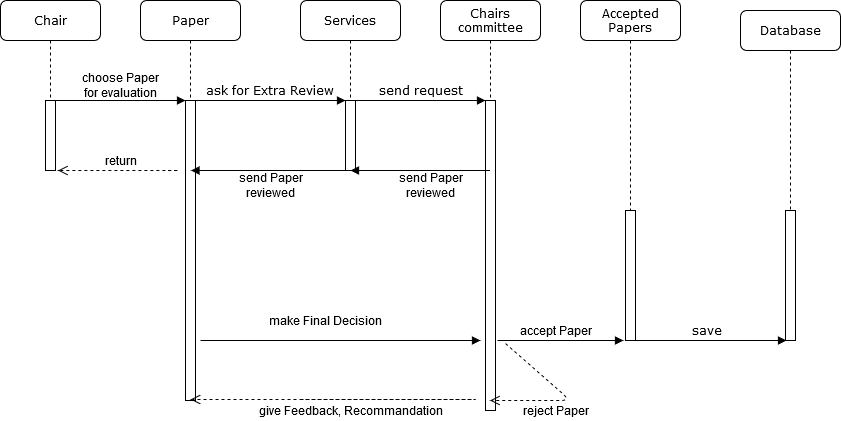 Chair
Paper
Services
Chairs
committee
Accepted
Papers
Database
choose Paper
for evaluation
ask for Extra Review
send request
return
send Paper
reviewed
send Paper
reviewed
make Final Decision
accept Paper
save
give Feedback, Recommandation
reject Paper